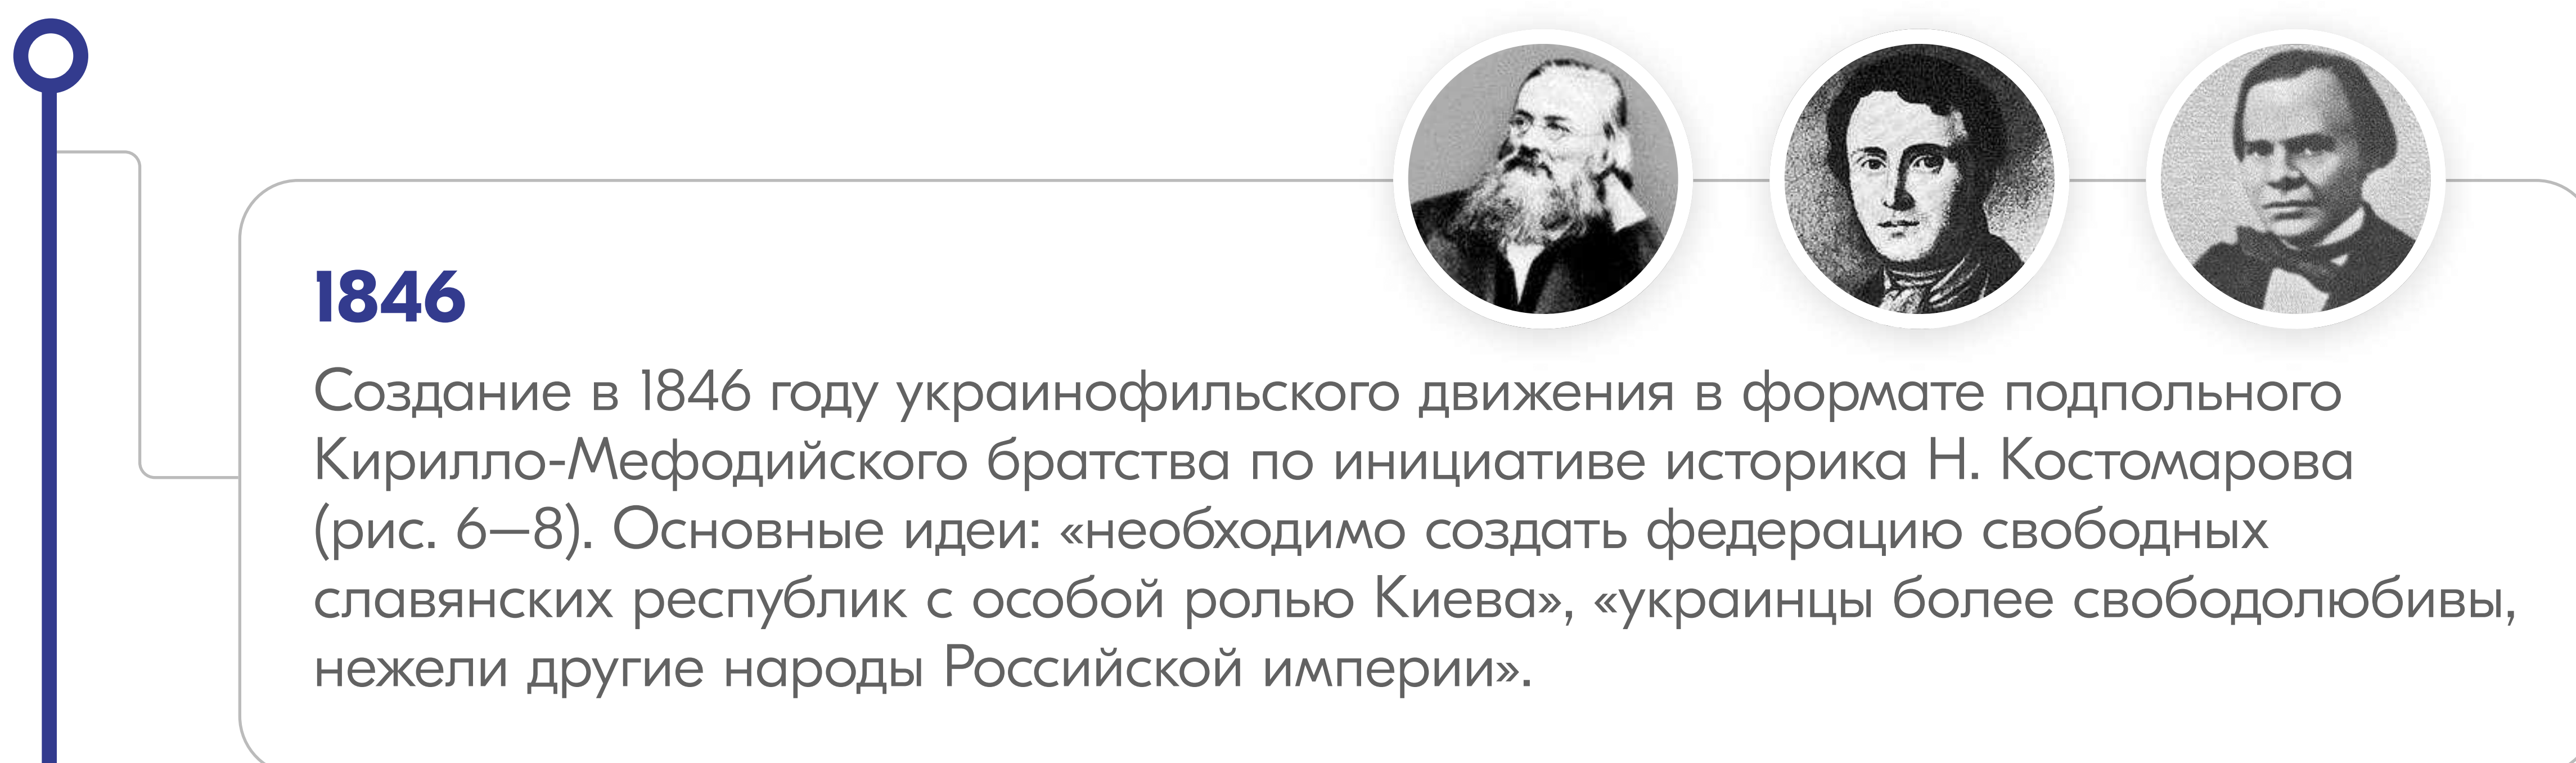 1846
Создание в 1846 году украинофильского движения в формате подпольного
Кирилло-Мефодийского братства по инициативе историка Н. Костомарова
(рис. 6—8). Основные идеи: «необходимо создать федерацию свободных
славянских республик с особой ролью Киева», «украинцы более свободолюбивы,
нежели другие народы Российской империи».